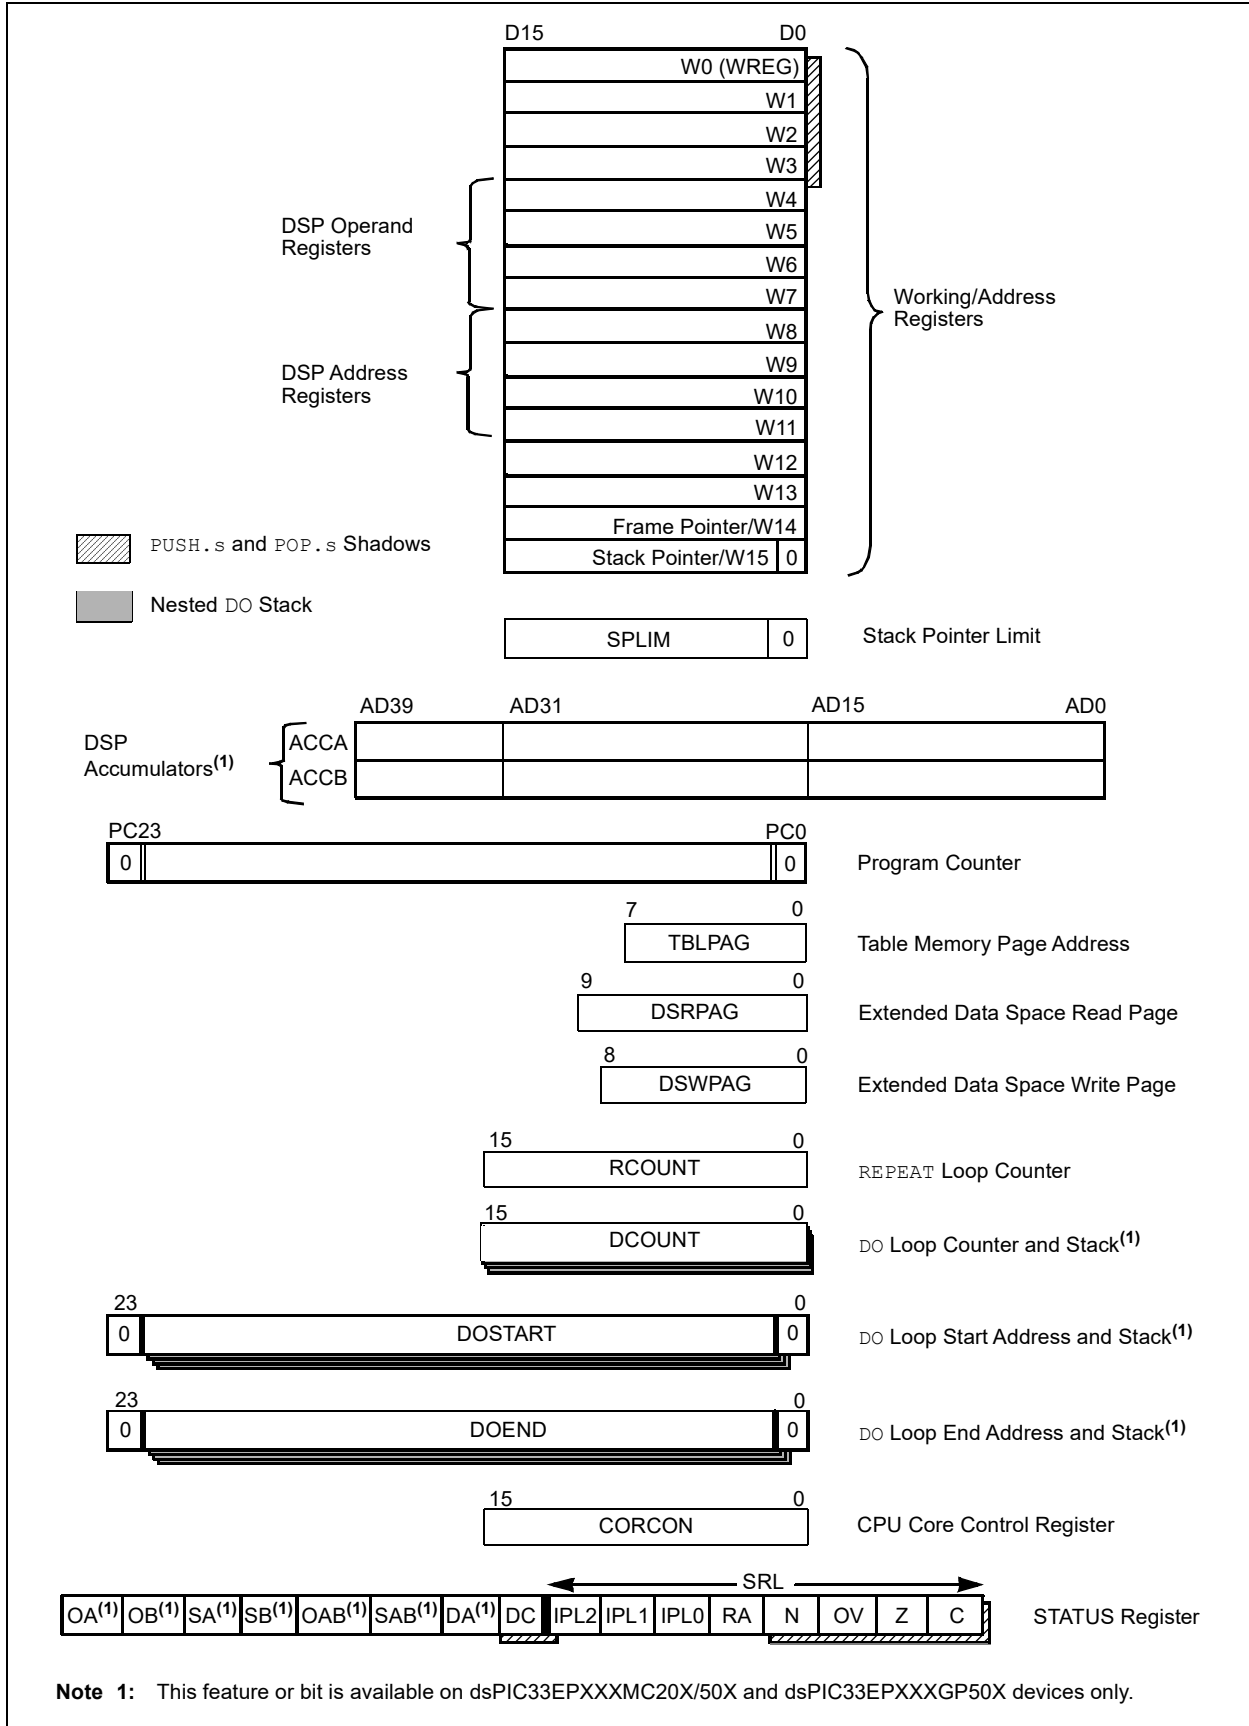 D15 D0
W0 (WREG)
W1
W2
W3
W4
DSP Operand
Registers
W5
W6
W7
Working/Address
Registers
W8
DSP Address
Registers
W9
W10
W11
W12
W13
Frame Pointer/W14
PUSH.s and POP.s Shadows
Stack Pointer/W15 0
Nested DO Stack
SPLIM 0 Stack Pointer Limit
AD39 AD31 AD15 AD0
DSP
Accumulators(1)
ACCA
ACCB
PC23 PC0
0 0 Program Counter
7 0
TBLPAG Table Memory Page Address
9 0
DSRPAG Extended Data Space Read Page
8 0
DSWPAG Extended Data Space Write Page
15 0
RCOUNT REPEAT Loop Counter
15 0
DCOUNT DO Loop Counter and Stack(1)
23 0
0 DOSTART 0 DO Loop Start Address and Stack(1)
23 0
0 DOEND 0 DO Loop End Address and Stack(1)
15 0
CORCON CPU Core Control Register
SRL
OA(1) OB(1) SA(1) SB(1) OAB(1) SAB(1) DA(1) DC IPL2 IPL1 IPL0 RA N OV Z C STATUS Register
Note 1: This feature or bit is available on dsPIC33EPXXXMC20X/50X and dsPIC33EPXXXGP50X devices only.